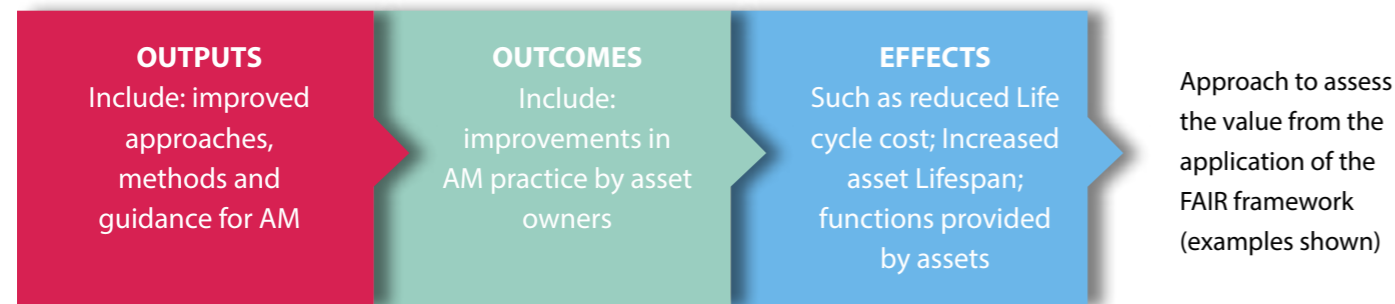 OUTPUTS
Include: improved
approaches,
methods and
guidance for AM
OUTCOMES
Include:
improvements in
AM practice by asset
owners
EFFECTS
Such as reduced Life
cycle cost; Increased
asset Lifespan;
functions provided
by assets
Approach to assess
the value from the
application of the
FAIR framework
(examples shown)